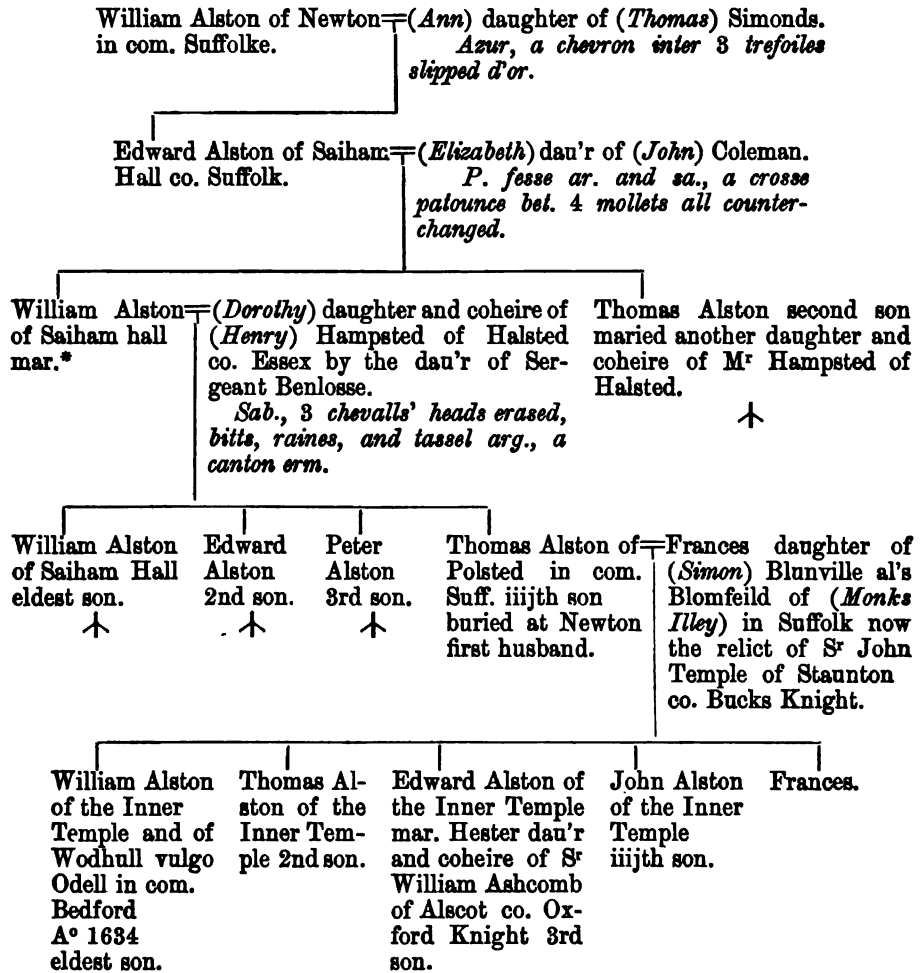 William Alston of Newton
in com. Suffolke.
(Ann) daughter of (Thomas) Simonds.
Azur, a chevron inter 3 trefoiles
slipped d'or.
Edward Alston of Saiham
Hall co. Suffolk.
(Elizabeth) dau'r of (John) Coleman.
P. fesse ar. and sa., a crosse
patounce bet. 4 mollets all counter-
changed.
William Alston
of Saiham hall
mar.*
(Dorothy) daughter and coheire of
(Henry) Hampsted of Halsted
co. Essex by the dau'r of Ser-
geant Benlosse.
Sab., 3 chevalls' heads erased,
bitts, raines, and tassel arg., a
canton erm.
Thomas Alston second son
maried another daughter and
coheire of Mr Hampsted of
Halsted.
William Alston
of Saiham Hall
eldest son.
Edward
Alston
2nd son.
Peter
Alston
3rd son.
Thomas Alston of
Polsted in com.
Suff. iiijth son
buried at Newton
first husband.
Frances daughter of
(Simon) Blunville al's
Blomfeild of (Monks
Illey) in Suffolk now
the relict of Sr John
Temple of Staunton
co. Bucks Knight.
William Alston
of the Inner
Temple and of
Wodhull vulgo
Odell in com.
Bedford
Ao 1634
eldest son.
Thomas Al-
ston of the
Inner Tem-
ple 2nd son.
Edward Alston of
the Inner Temple
mar. Hester dau'r
and coheire of Sr
William Ashcomb
of Alscot co. Ox-
ford Knight 3rd
son.
John Alston
of the Inner
Temple
iiijth son.
Frances.